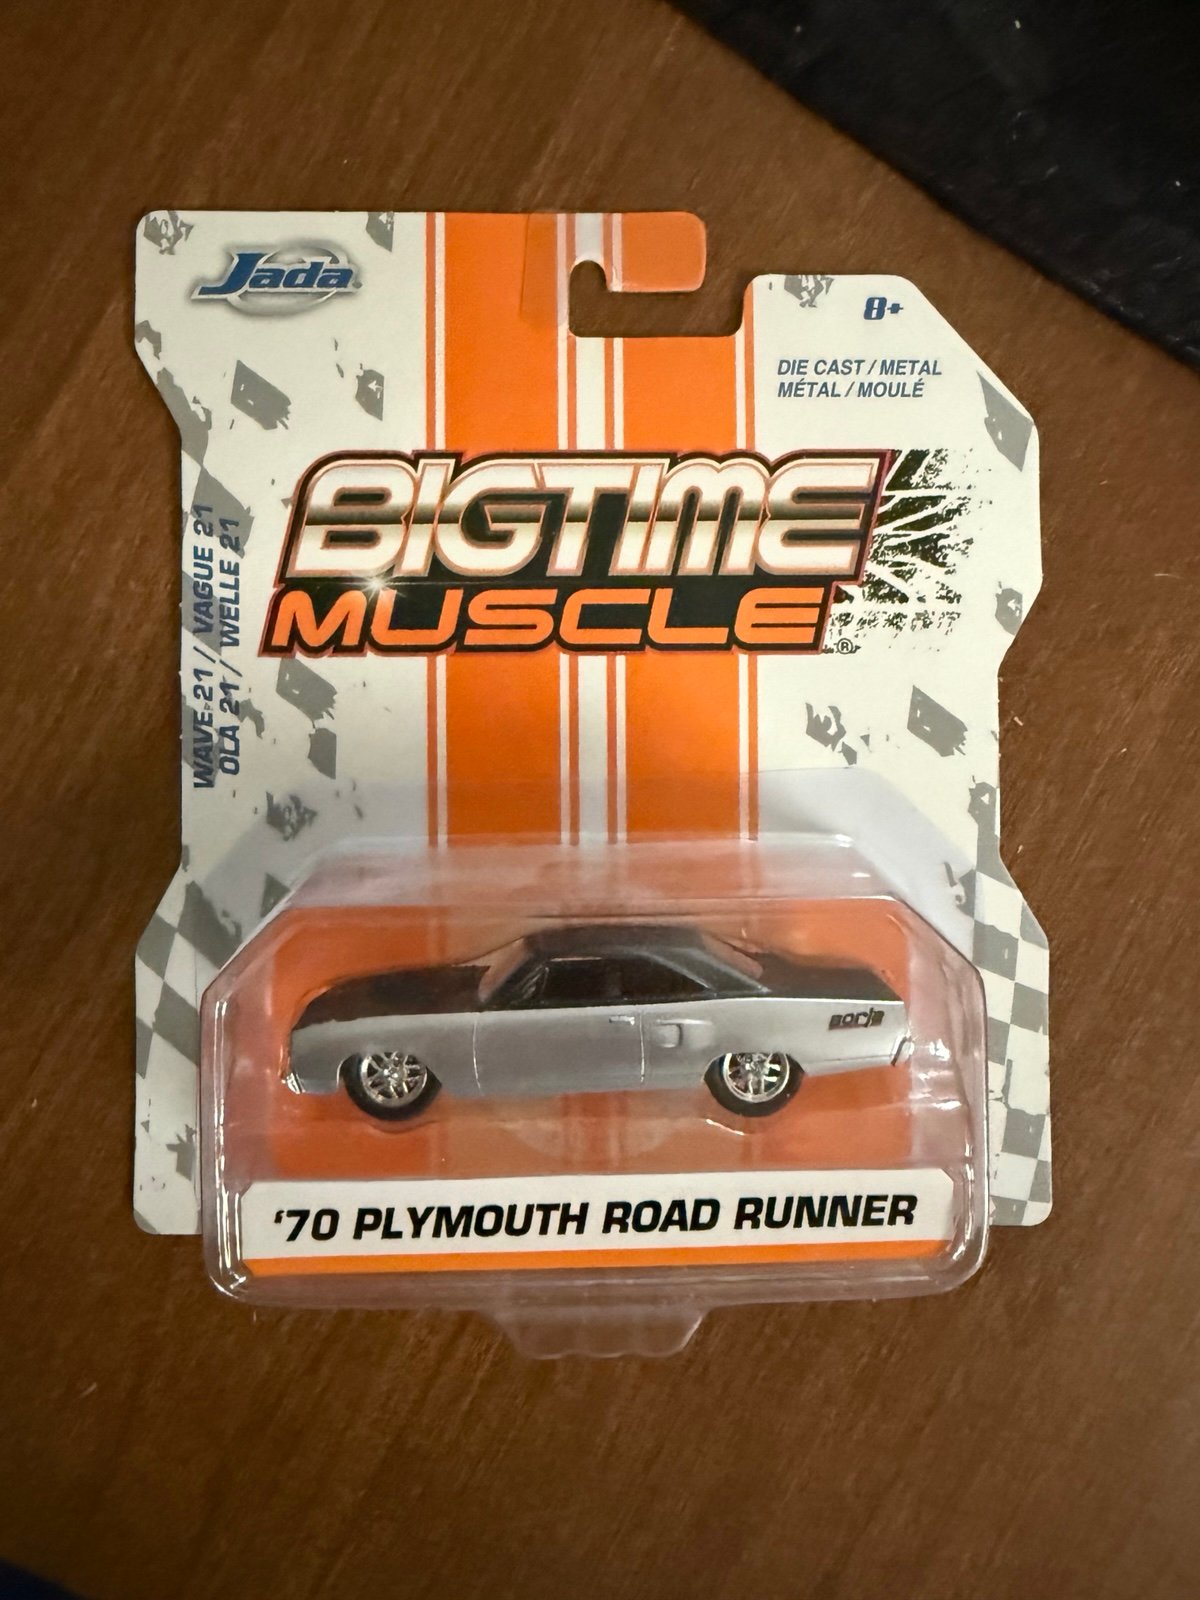 Jada
8+
DIE CAST / METAL
MÉTAL / MOULÉ
BIGTIME
MUSCLE®
WAVE 21 // VAGUE 21
OLA 21 / WELLE 21
Borla
'70 PLYMOUTH ROAD RUNNER